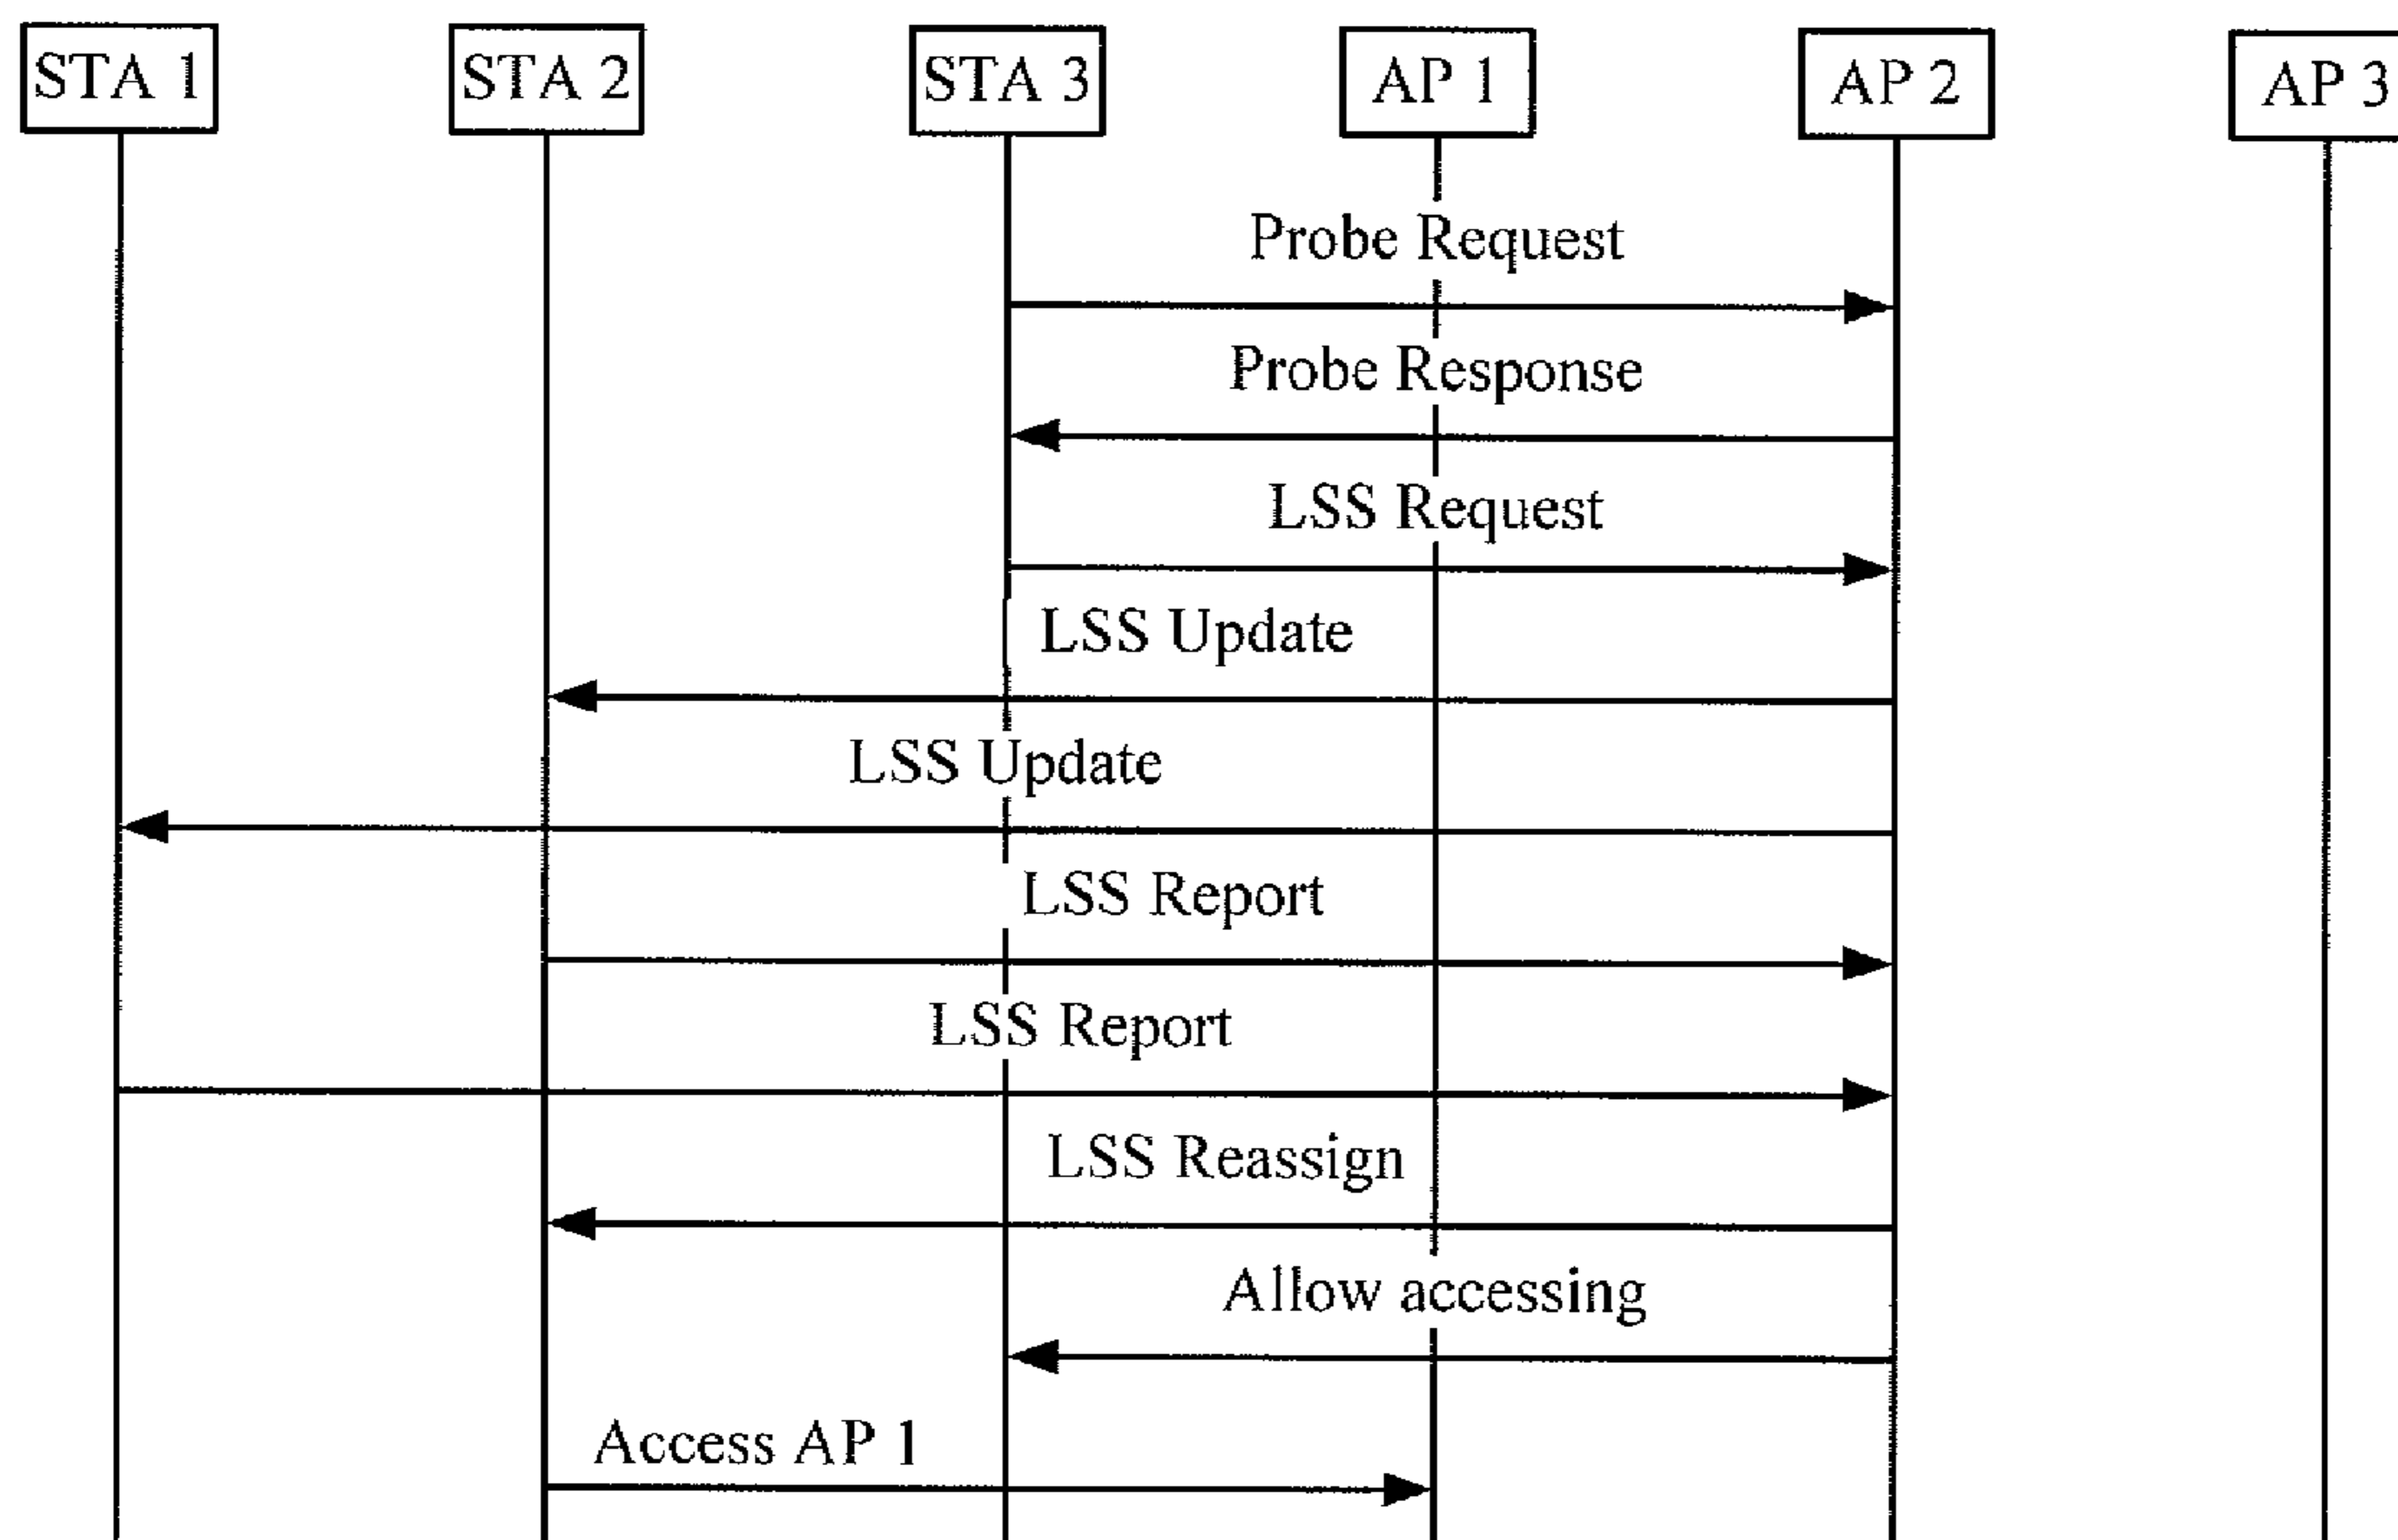 STA 1
STA 2
STA 3
AP 1
AP 2
AP 3
Probe Request
Probe Response
LSS Request
LSS Update
LSS Update
LSS Report
LSS Report
LSS Reassign
Allow accessing
Access AP 1